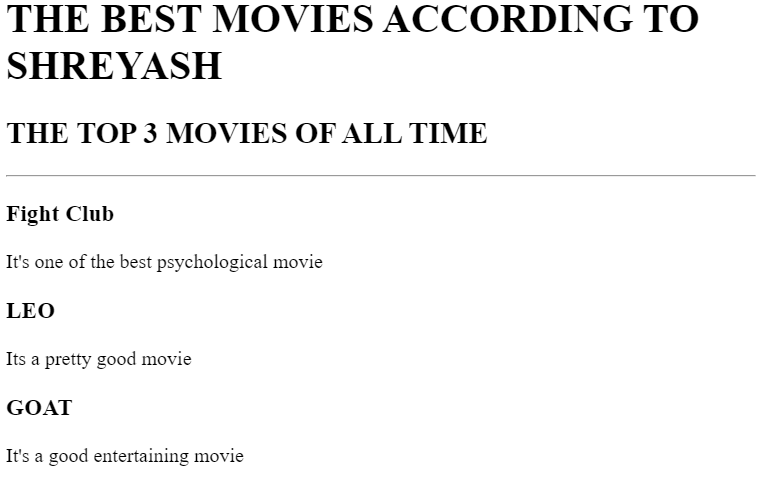 THE BEST MOVIES ACCORDING TO
SHREYASH
THE TOP 3 MOVIES OF ALL TIME
Fight Club
It's one of the best psychological movie
LEO
Its a pretty good movie
GOAT
It's a good entertaining movie